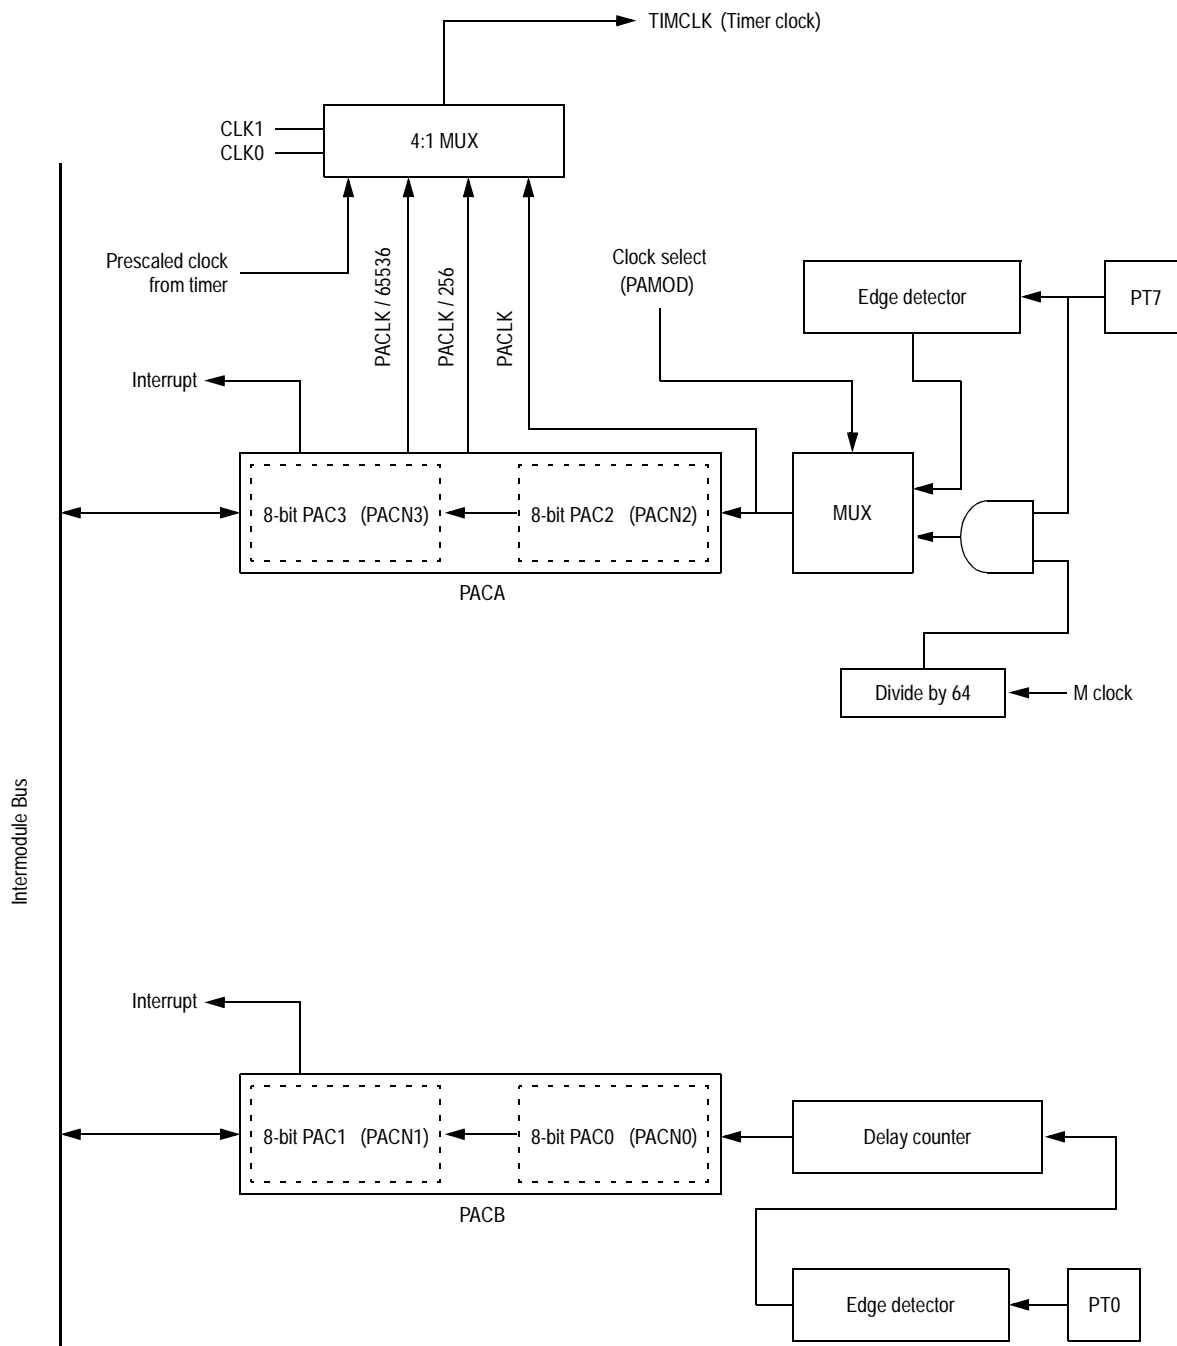 TIMCLK (Timer clock)
CLK1
CLK0
4:1 MUX
Prescaled clock
from timer
PACLK / 65536
PACLK / 256
PACLK
Clock select
(PAMOD)
Edge detector
PT7
Interrupt
8-bit PAC3 (PACN3)
8-bit PAC2 (PACN2)
MUX
PACA
Divide by 64
M clock
Intermodule Bus
Interrupt
8-bit PAC1 (PACN1)
8-bit PAC0 (PACN0)
Delay counter
PACB
Edge detector
PT0